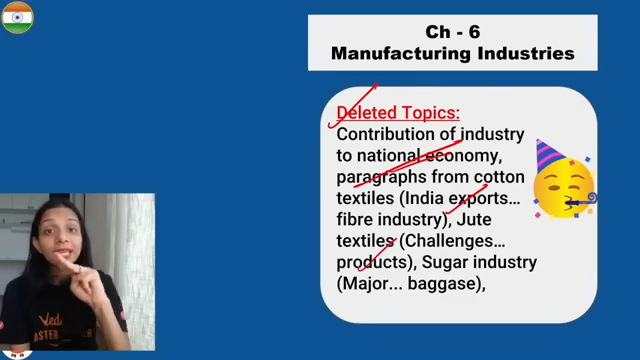 Ch - 6
Manufacturing Industries
Deleted Topics:
Contribution of industry
to national economy,
paragraphs from cotton
textiles (India exports...
fibre industry), Jute
textiles (Challenges...
products), Sugar industry
(Major... baggase),